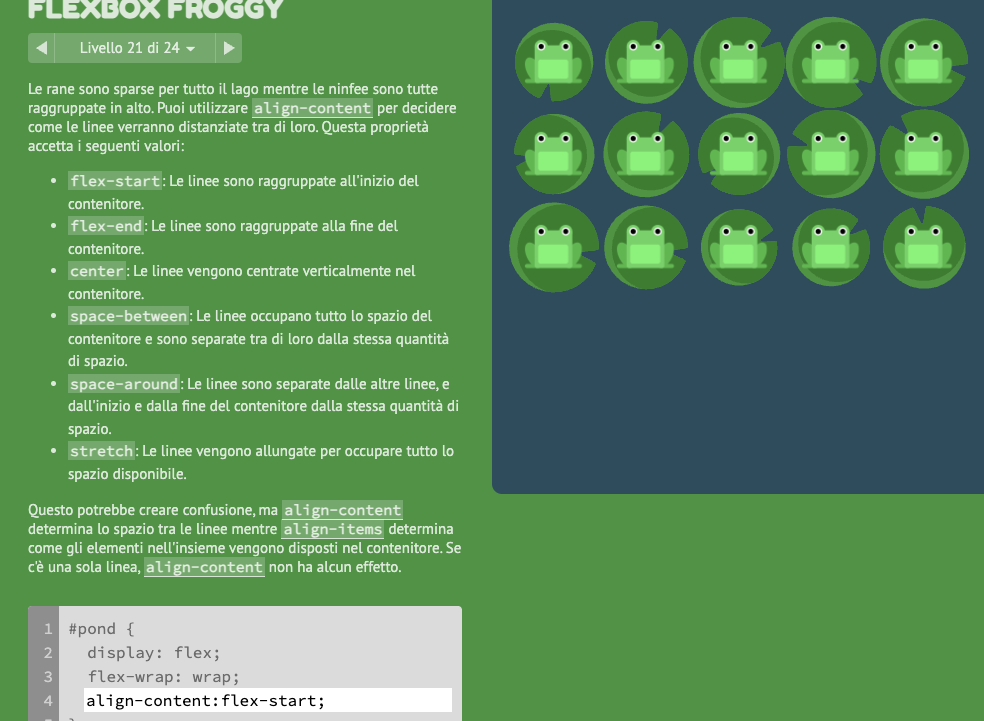 FLEXBOX FROGGY
Livello 21 di 24
Le rane sono sparse per tutto il lago mentre le ninfee sono tutte
raggruppate in alto. Puoi utilizzare align-content per decidere
come le linee verranno distanziate tra di loro. Questa proprietà
accetta i seguenti valori:
• flex-start: Le linee sono raggruppate all'inizio del
contenitore.
• flex-end: Le linee sono raggruppate alla fine del
contenitore.
• center: Le linee vengono centrate verticalmente nel
contenitore.
• space-between: Le linee occupano tutto lo spazio del
contenitore e sono separate tra di loro dalla stessa quantità
di spazio.
• space-around: Le linee sono separate dalle altre linee, e
dall'inizio e dalla fine del contenitore dalla stessa quantità di
spazio.
• stretch: Le linee vengono allungate per occupare tutto lo
spazio disponibile.
Questo potrebbe creare confusione, ma align-content
determina lo spazio tra le linee mentre align-items determina
come gli elementi nell'insieme vengono disposti nel contenitore. Se
c'è una sola linea, align-content non ha alcun effetto.
1 #pond {
2 display: flex;
3 flex-wrap: wrap;
4 align-content:flex-start;